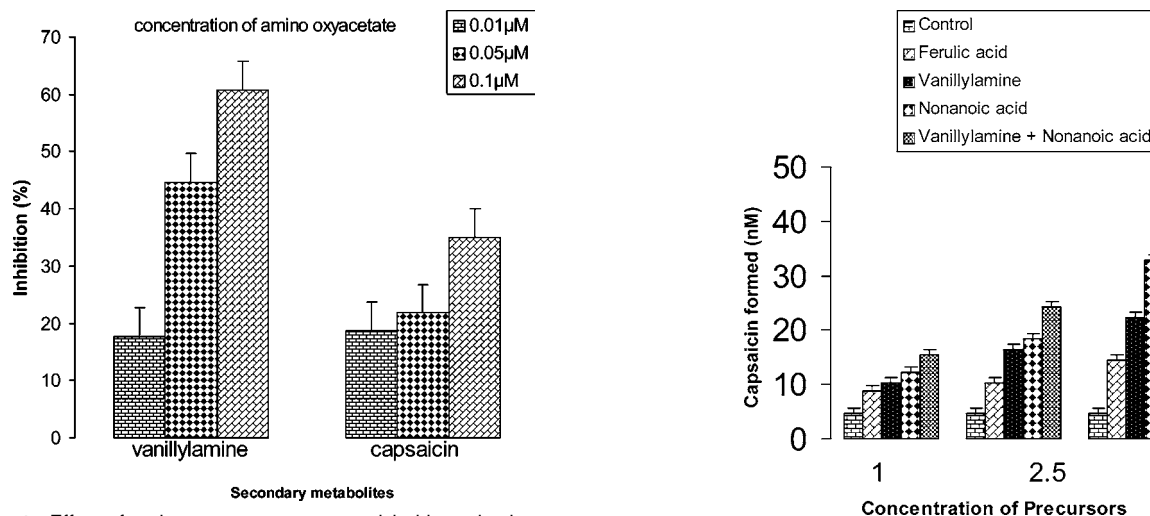 concentration of amino oxyacetate
0.01µM
0.05µM
0.1µM
70
60
50
40
30
20
10
0
Inhibition (%)
vanillylamine
capsaicin
Secondary metabolites
Control
Ferulic acid
Vanillylamine
Nonanoic acid
Vanillylamine + Nonanoic acid
50
40
30
20
10
0
Capsaicin formed (nM)
1
2.5
Concentration of Precursors